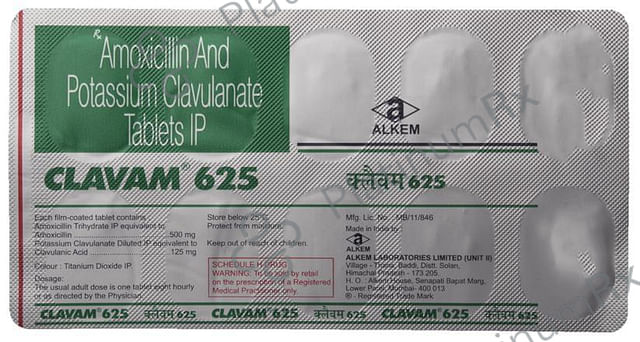 Rx
Amoxicillin And
Potassium Clavulanate
Tablets IP
a
ALKEM
CLAVAM® 625
क्लैवम 625
Each film-coated tablet contains
Amoxicillin Trihydrate IP equivalent to
Amoxicillin ................................500 mg
Potassium Clavulanate Diluted IP equivalent to
Clavulanic Acid ..........................125 mg
Colour : Titanium Dioxide IP
Dosage:
The usual adult dose is one tablet eight hourly
or as directed by the Physician.
Store below 25°C.
Protect from moisture.
Keep out of reach of children.
SCHEDULE H DRUG
WARNING: To be sold by retail
on the prescription of a Registered
Medical Practitioner only.
Mfg. Lic. No.: MB/11/846
Made in India by :
a
ALKEM
ALKEM LABORATORIES LIMITED (UNIT II)
Village - Thana, Baddi, Distt. Solan,
Himachal Pradesh - 173 205
H. O. : Alkem House, Senapati Bapat Marg,
Lower Parel, Mumbai- 400 013
® - Registered Trade Mark
CLAVAM® 625 क्लैवम 625 CLAVAM® 625 क्लैवम 625 CLAVAM® 625 क्लैवम 625
PlatinumRx